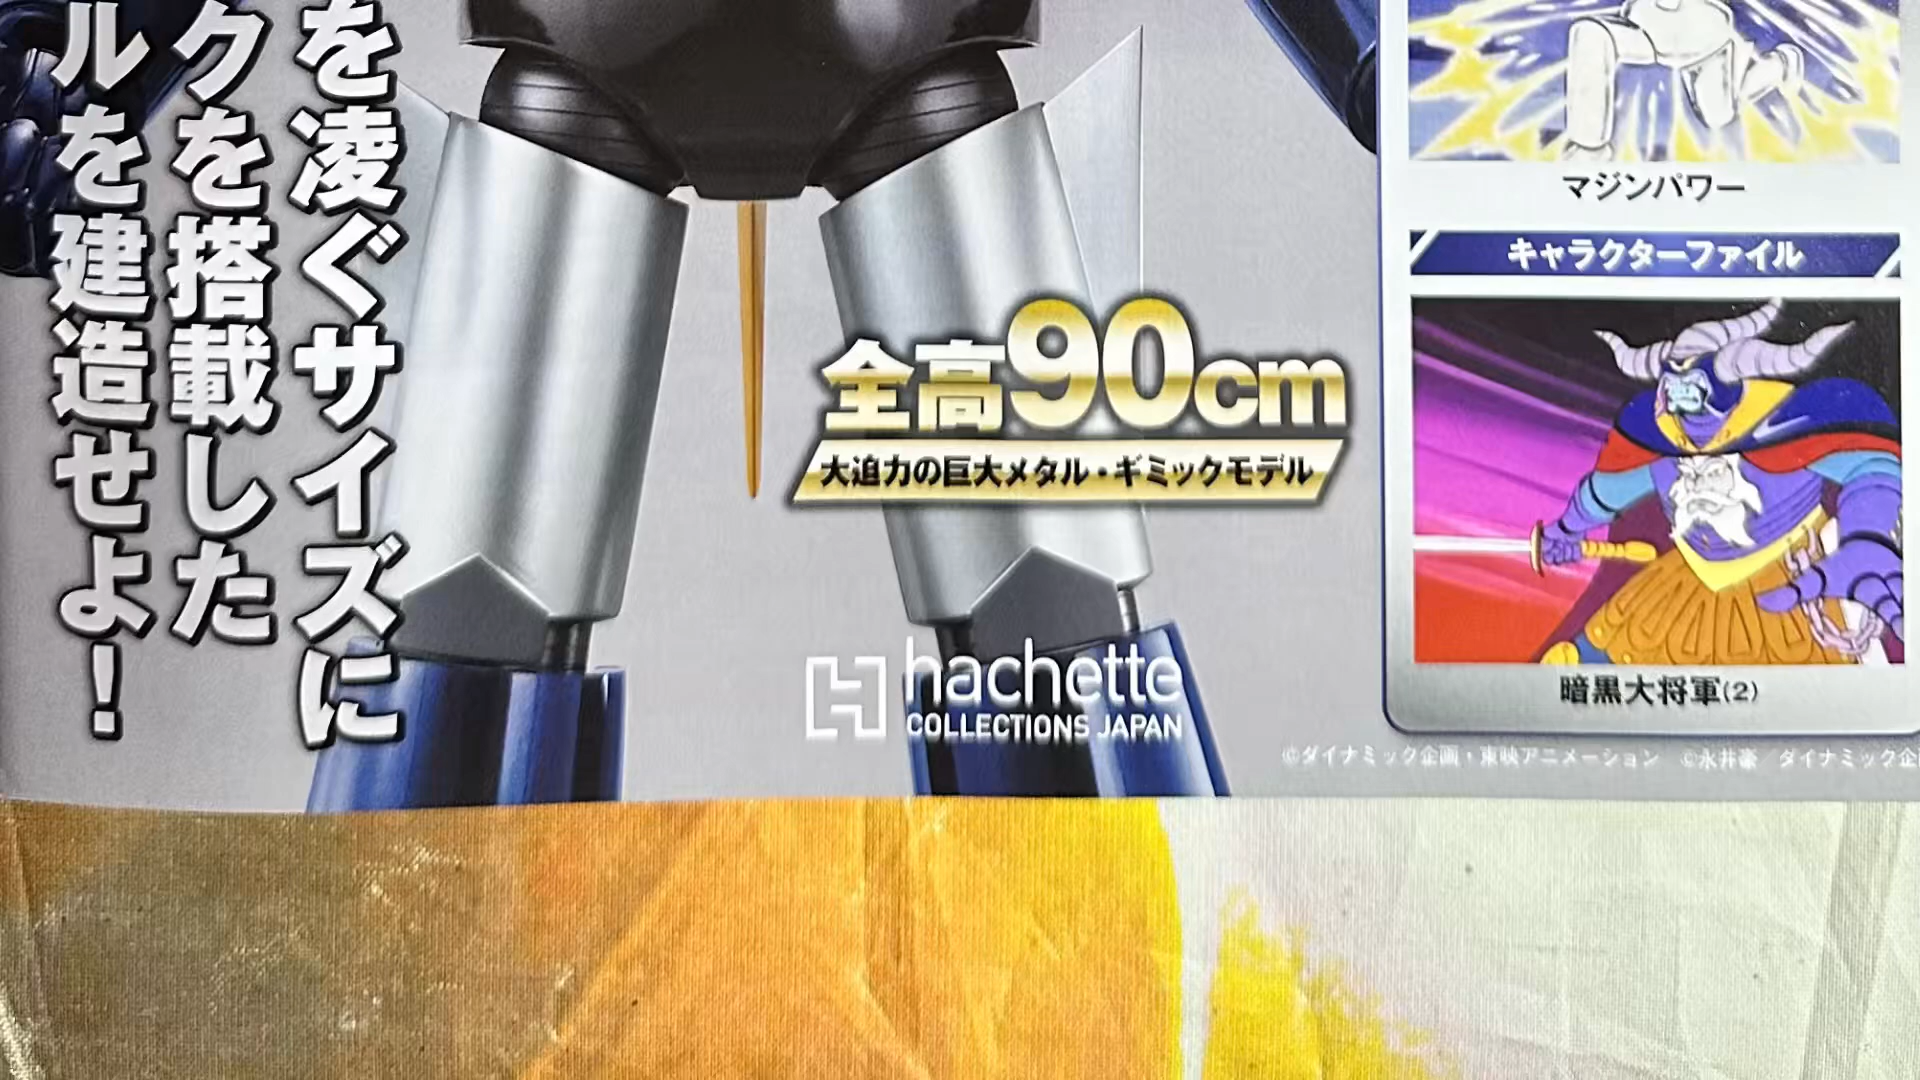 を凌ぐサイズに
クを搭載した
ルを建造せよ!
全高90cm
大迫力の巨大メタル・ギミックモデル
hachette
COLLECTIONS JAPAN
マジンパワー
キャラクターファイル
暗黒大将軍(2)
©ダイナミック企画・東映アニメーション ©永井豪/ダイナミック企